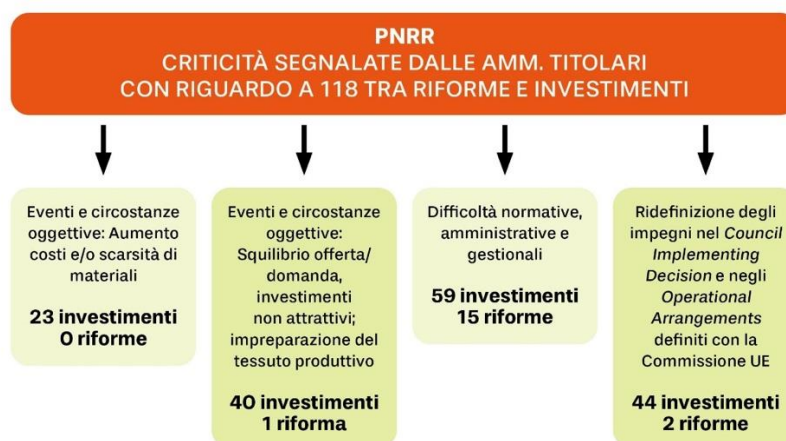 PNRR
CRITICITÀ SEGNALATE DALLE AMM. TITOLARI
CON RIGUARDO A 118 TRA RIFORME E INVESTIMENTI
Eventi e circostanze
oggettive: Aumento
costi e/o scarsità di
materiali
23 investimenti
0 riforme
Eventi e circostanze
oggettive:
Squilibrio offerta/
domanda,
investimenti
non attrattivi;
impreparazione del
tessuto produttivo
40 investimenti
1 riforma
Difficoltà normative,
amministrative e
gestionali
59 investimenti
15 riforme
Ridefinizione degli
impegni nel Council
Implementing
Decision e negli
Operational
Arrangements
definiti con la
Commissione UE
44 investimenti
2 riforme